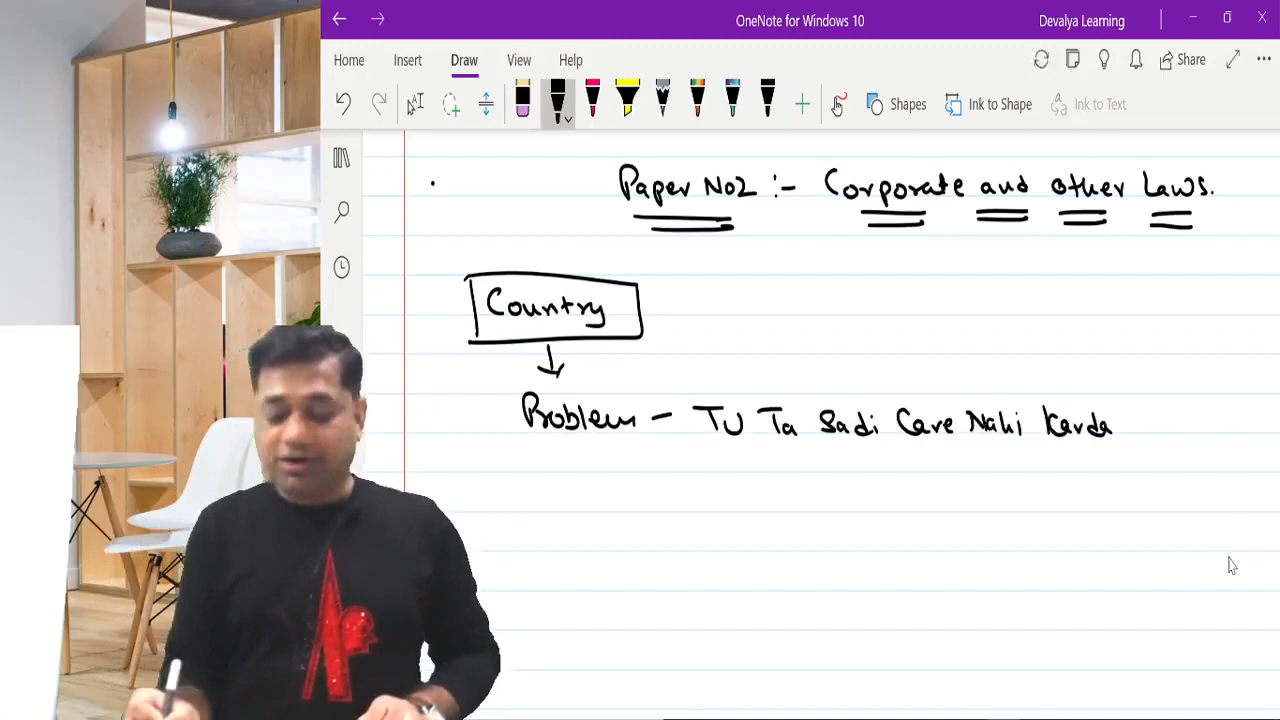 OneNote for Windows 10
Devalya Learning
Home Insert Draw View Help
Share
Shapes Ink to Shape Ink to Text
Paper No2 :- Corporate and other Laws.
Country
Problem - TU Ta Sadi Care Nahi Karda